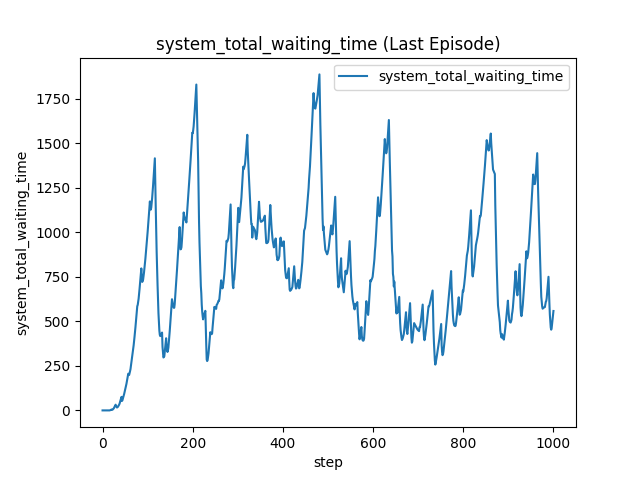 system_total_waiting_time (Last Episode)
system_total_waiting_time
system_total_waiting_time
1750
1500
1250
1000
750
500
250
0
0 200 400 600 800 1000
step